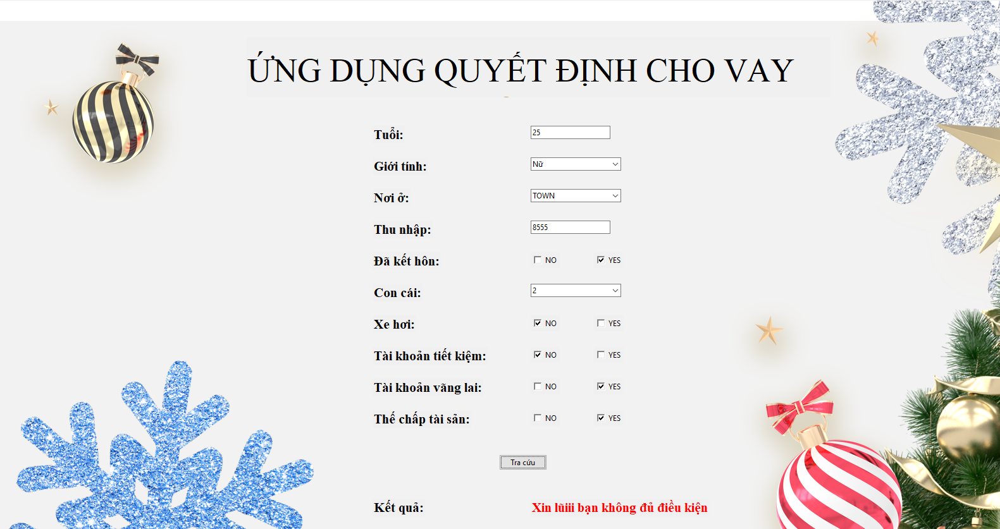 ỨNG DỤNG QUYẾT ĐỊNH CHO VAY
Tuổi: 25
Giới tính: Nữ
Nơi ở: TOWN
Thu nhập: 8555
Đã kết hôn: NO YES
Con cái: 2
Xe hơi: NO YES
Tài khoản tiết kiệm: NO YES
Tài khoản vãng lai: NO YES
Thế chấp tài sản: NO YES
Tra cứu
Kết quả: Xin lũiii bạn không đủ điều kiện